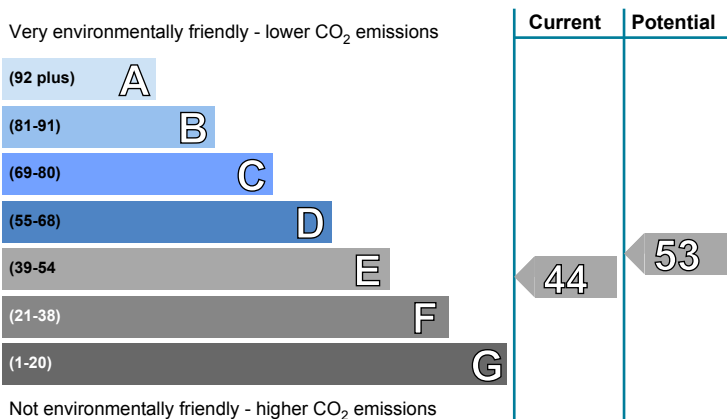 Current Potential
Very environmentally friendly - lower CO2 emissions
(92 plus) A
(81-91) B
(69-80) C
(55-68) D
(39-54 E
44 53
(21-38) F
(1-20) G
Not environmentally friendly - higher CO2 emissions